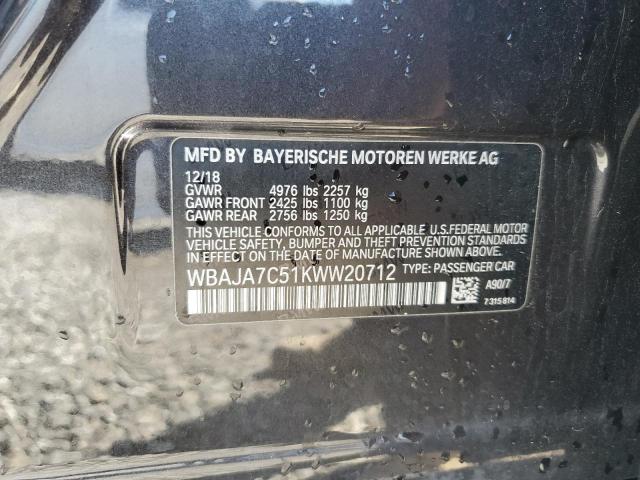 MFD BY BAYERISCHE MOTOREN WERKE AG
12/18
GVWR 4976 lbs 2257 kg
GAWR FRONT 2425 lbs 1100 kg
GAWR REAR 2756 lbs 1250 kg
THIS VEHICLE CONFORMS TO ALL APPLICABLE U.S.FEDERAL MOTOR
VEHICLE SAFETY, BUMPER AND THEFT PREVENTION STANDARDS
IN EFFECT ON THE DATE OF MANUFACTURE SHOWN ABOVE.
WBAJA7C51KWW20712 TYPE: PASSENGER CAR
A90/7
7315814